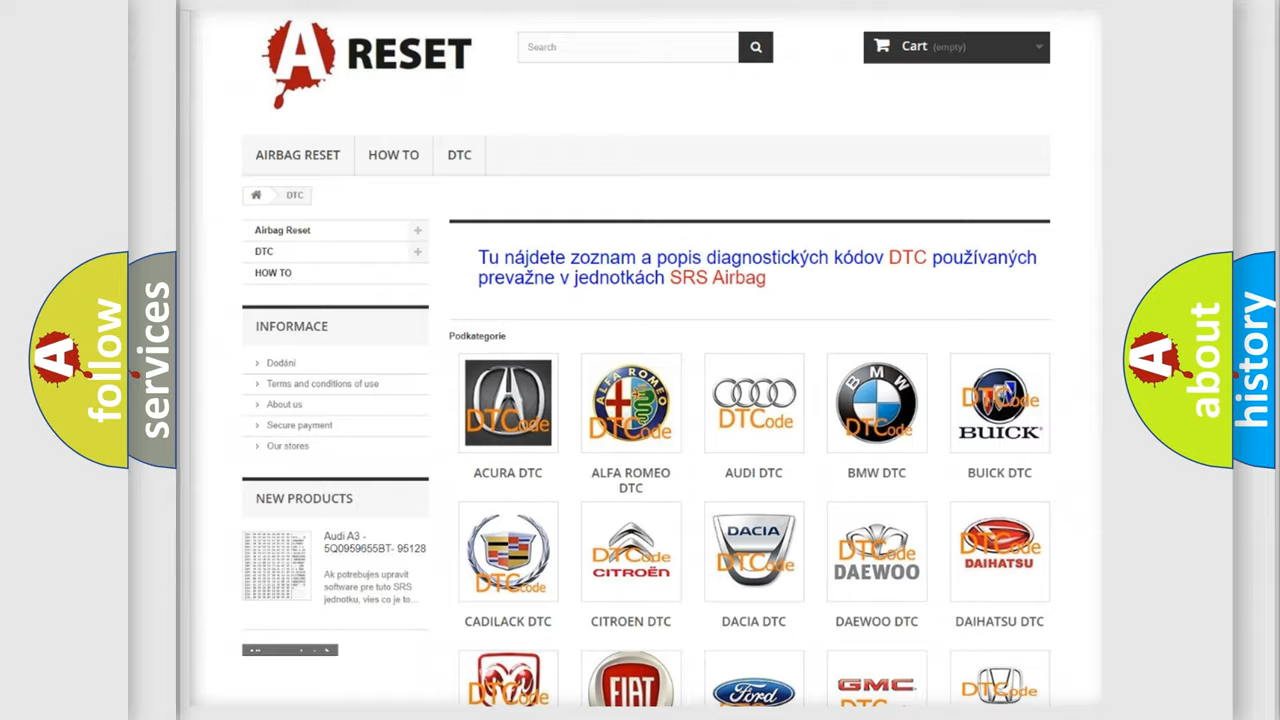 A RESET
Search
Cart (empty)
AIRBAG RESET
HOW TO
DTC
DTC
Airbag Reset
DTC
HOW TO
INFORMACE
Dodání
Terms and conditions of use
About us
Secure payment
Our stores
NEW PRODUCTS
Audi A3 -
5Q0959655BT- 95128
Ak potrebujes upravit
software pre tuto SRS
jednotku, vies co je to...
Tu nájdete zoznam a popis diagnostických kódov DTC používaných
prevažne v jednotkách SRS Airbag
Podkategorie
DTCode
ALFA ROMEO
DTCode
DTCode
BMW
DTCode
DTCode
BUICK
ACURA DTC
ALFA ROMEO
DTC
AUDI DTC
BMW DTC
BUICK DTC
DTCode
DTCode
CITROËN
DACIA
DTCode
DTCode
DAEWOO
DTCode
DAIHATSU
CADILACK DTC
CITROEN DTC
DACIA DTC
DAEWOO DTC
DAIHATSU DTC
DTCode
FIAT
Ford
GMC
DTCode
A follow
services
A about
history